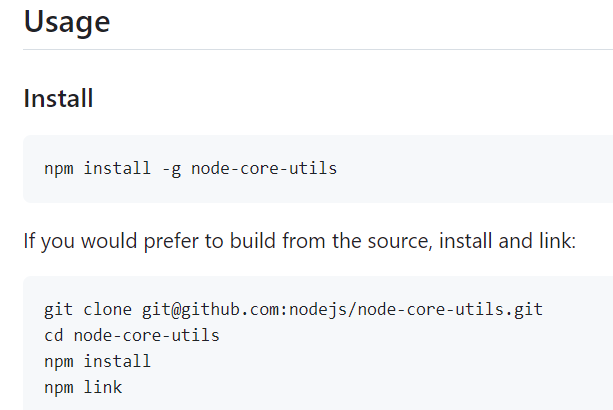 Usage
Install
npm install -g node-core-utils
If you would prefer to build from the source, install and link:
git clone git@github.com:nodejs/node-core-utils.git
cd node-core-utils
npm install
npm link